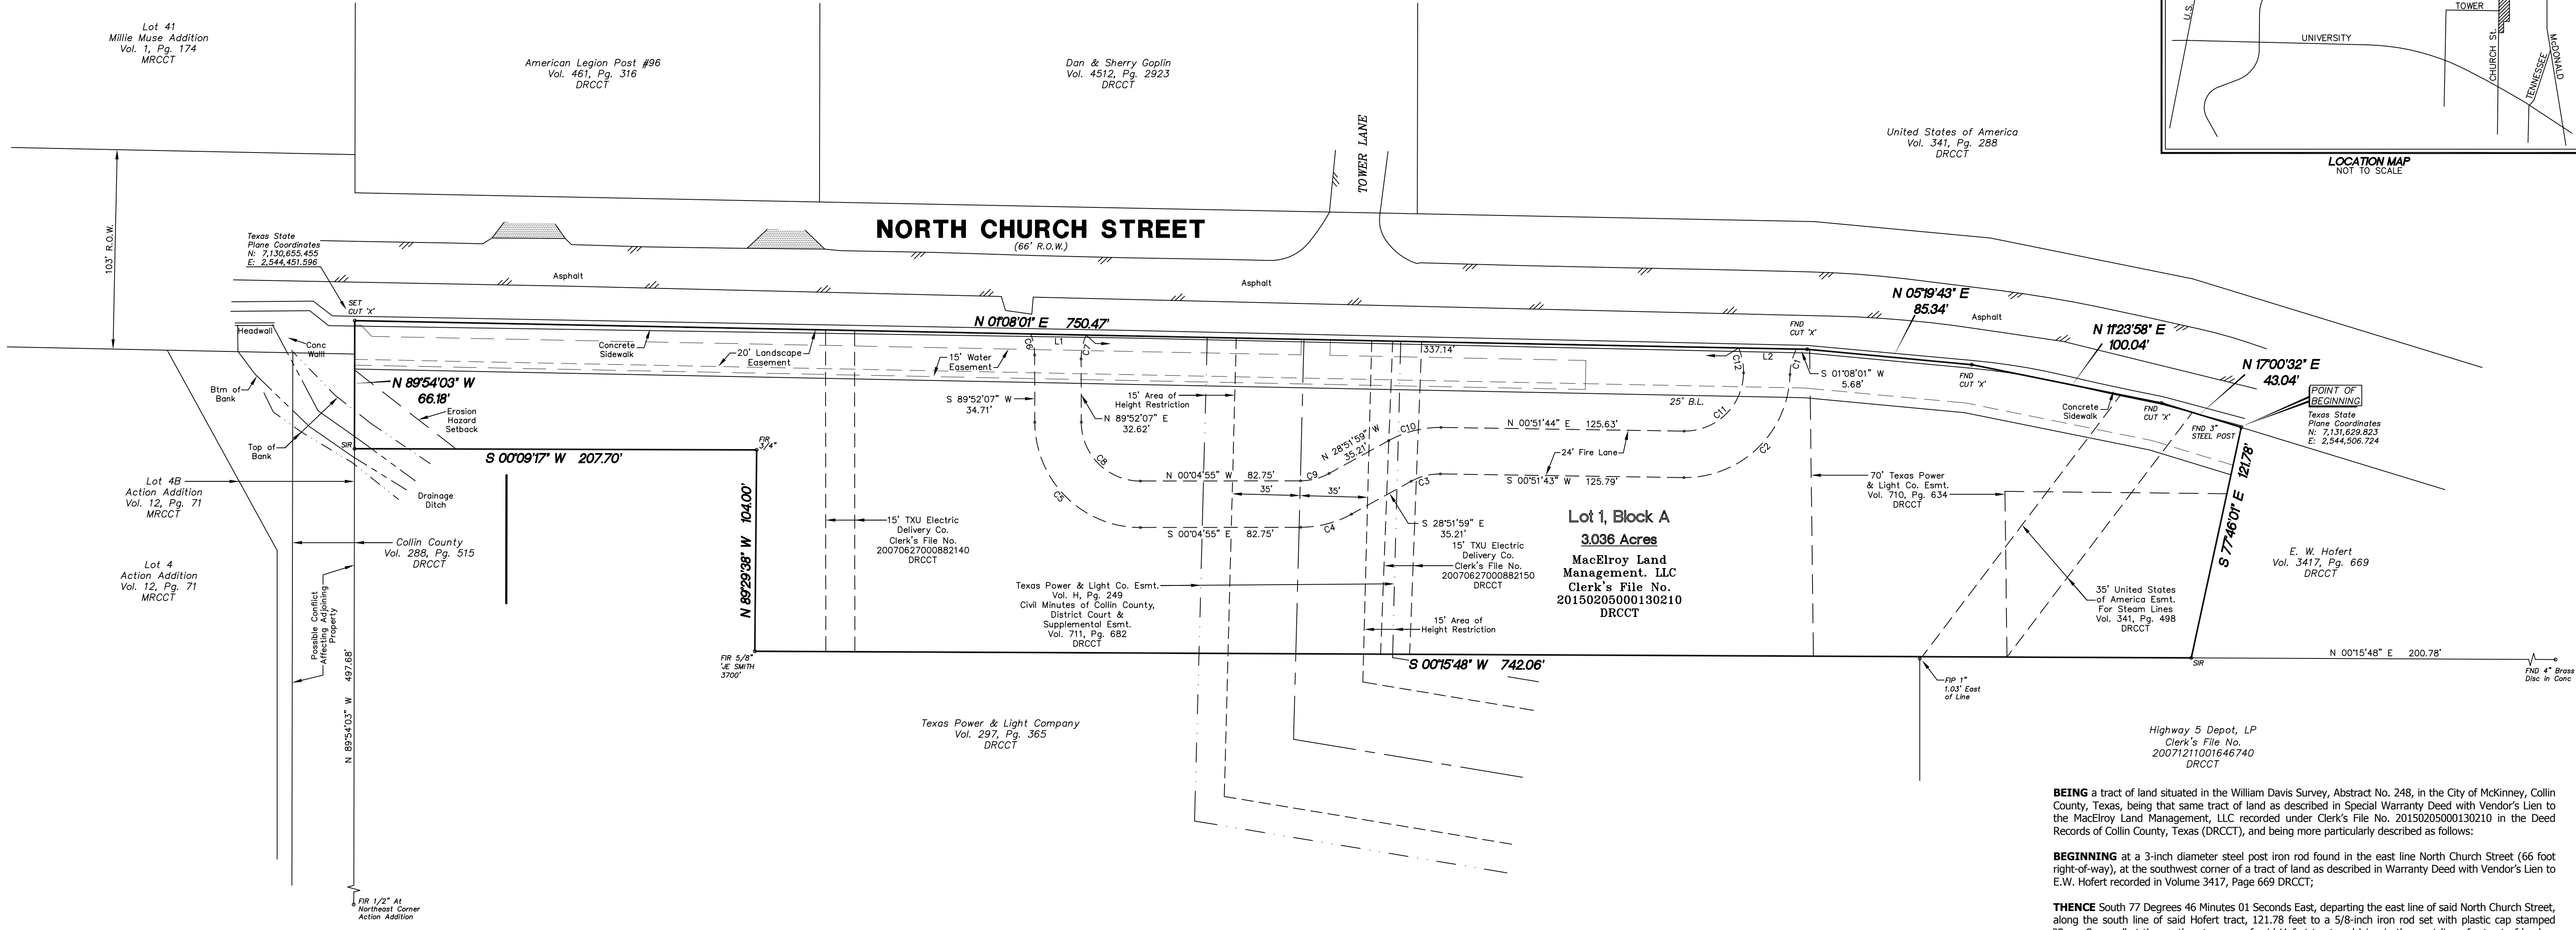 Lot 41
Millie Muse Addition
Vol. 1, Pg. 174
MRCCT
American Legion Post #96
Vol. 461, Pg. 316
DRCCT
Dan & Sherry Goplin
Vol. 4512, Pg. 2923
DRCCT
TOWER LANE
United States of America
Vol. 341, Pg. 288
DRCCT
U.S.
UNIVERSITY
TOWER
CHURCH St.
TENNESSEE
McDONALD
LOCATION MAP
NOT TO SCALE
103' R.O.W.
NORTH CHURCH STREET
(66' R.O.W.)
Texas State
Plane Coordinates
N: 7,130,655.455
E: 2,544,451.596
Asphalt
Asphalt
Asphalt
SET
CUT 'X'
Headwall
Conc
Wall
Btm of
Bank
Top of
Bank
N 89°54'03" W
66.18'
Erosion
Hazard
Setback
SIR
Concrete
Sidewalk
20' Landscape
Easement
N 01°08'01" E 750.47'
15' Water
Easement
L1
C6
C7
337.14'
L2
C12
C1
FND
CUT 'X'
S 01°08'01" W
5.68'
N 05°19'43" E
85.34'
N 11°23'58" E
100.04'
N 17°00'32" E
43.04'
FND
CUT 'X'
FND
CUT 'X'
Concrete
Sidewalk
FND 3"
STEEL POST
POINT OF
BEGINNING
Texas State
Plane Coordinates
N: 7,131,629.823
E: 2,544,506.724
S 00°09'17" W 207.70'
FIR
3/4"
S 89°52'07" W
34.71'
N 89°52'07" E
32.62'
15' Area of
Height Restriction
25' B.L.
N 28°51'59" W
35.21'
C10
N 00°51'44" E 125.63'
C11
24' Fire Lane
C2
C8
N 00°04'55" W 82.75'
C9
35'
35'
C3
S 00°51'43" W 125.79'
C5
S 00°04'55" E 82.75'
C4
S 28°51'59" E
35.21'
70' Texas Power
& Light Co. Esmt.
Vol. 710, Pg. 634
DRCCT
S 77°46'01" E 121.78'
Lot 4B
Action Addition
Vol. 12, Pg. 71
MRCCT
Drainage
Ditch
Collin County
Vol. 288, Pg. 515
DRCCT
Lot 4
Action Addition
Vol. 12, Pg. 71
MRCCT
Possible Conflict
Affecting Adjoining
Property
N 89°54'03" W 497.68'
N 89°29'38" W 104.00'
15' TXU Electric
Delivery Co.
Clerk's File No.
20070627000882140
DRCCT
Texas Power & Light Co. Esmt.
Vol. H, Pg. 249
Civil Minutes of Collin County,
District Court &
Supplemental Esmt.
Vol. 711, Pg. 682
DRCCT
15' TXU Electric
Delivery Co.
Clerk's File No.
20070627000882150
DRCCT
15' Area of
Height Restriction
Lot 1, Block A
3.036 Acres
MacElroy Land
Management. LLC
Clerk's File No.
20150205000130210
DRCCT
E. W. Hofert
Vol. 3417, Pg. 669
DRCCT
35' United States
of America Esmt.
For Steam Lines
Vol. 341, Pg. 498
DRCCT
FIR 5/8"
'JE SMITH
3700'
S 00°15'48" W 742.06'
SIR
N 00°15'48" E 200.78'
FND 4" Brass
Disc in Conc
FIP 1"
1.03' East
of Line
Texas Power & Light Company
Vol. 297, Pg. 365
DRCCT
Highway 5 Depot, LP
Clerk's File No.
20071211001646740
DRCCT
FIR 1/2" At
Northeast Corner
Action Addition
BEING a tract of land situated in the William Davis Survey, Abstract No. 248, in the City of McKinney, Collin
County, Texas, being that same tract of land as described in Special Warranty Deed with Vendor's Lien to
the MacElroy Land Management, LLC recorded under Clerk's File No. 20150205000130210 in the Deed
Records of Collin County, Texas (DRCCT), and being more particularly described as follows:
BEGINNING at a 3-inch diameter steel post iron rod found in the east line North Church Street (66 foot
right-of-way), at the southwest corner of a tract of land as described in Warranty Deed with Vendor's Lien to
E.W. Hofert recorded in Volume 3417, Page 669 DRCCT;
THENCE South 77 Degrees 46 Minutes 01 Seconds East, departing the east line of said North Church Street,
along the south line of said Hofert tract, 121.78 feet to a 5/8-inch iron rod set with plastic cap stamped